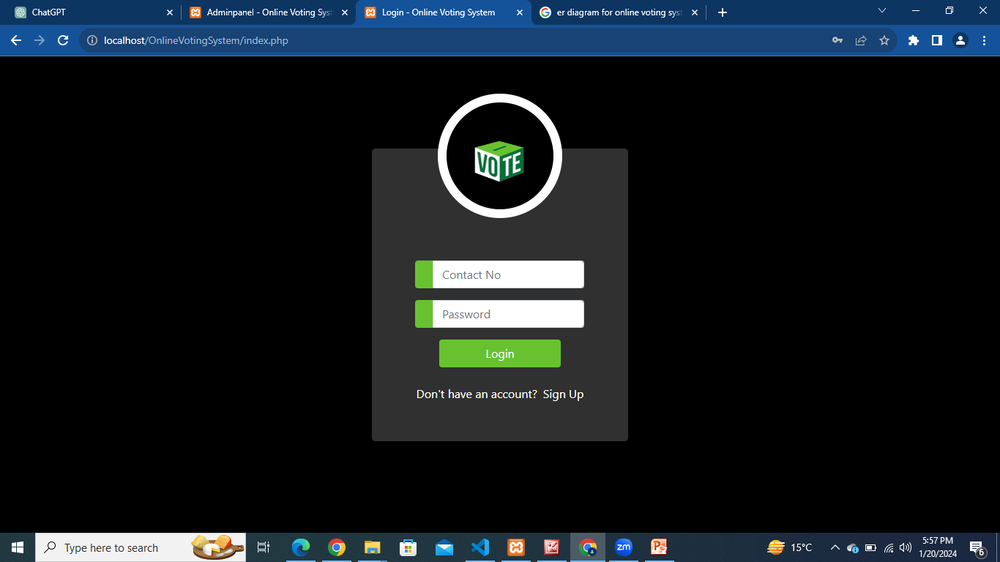 ChatGPT
Adminpanel - Online Voting Sys
Login - Online Voting System
er diagram for online voting syst
localhost/OnlineVotingSystem/index.php
VOTE
Contact No
Password
Login
Don't have an account? Sign Up
Type here to search
zm
15°C
5:57 PM
1/20/2024
6